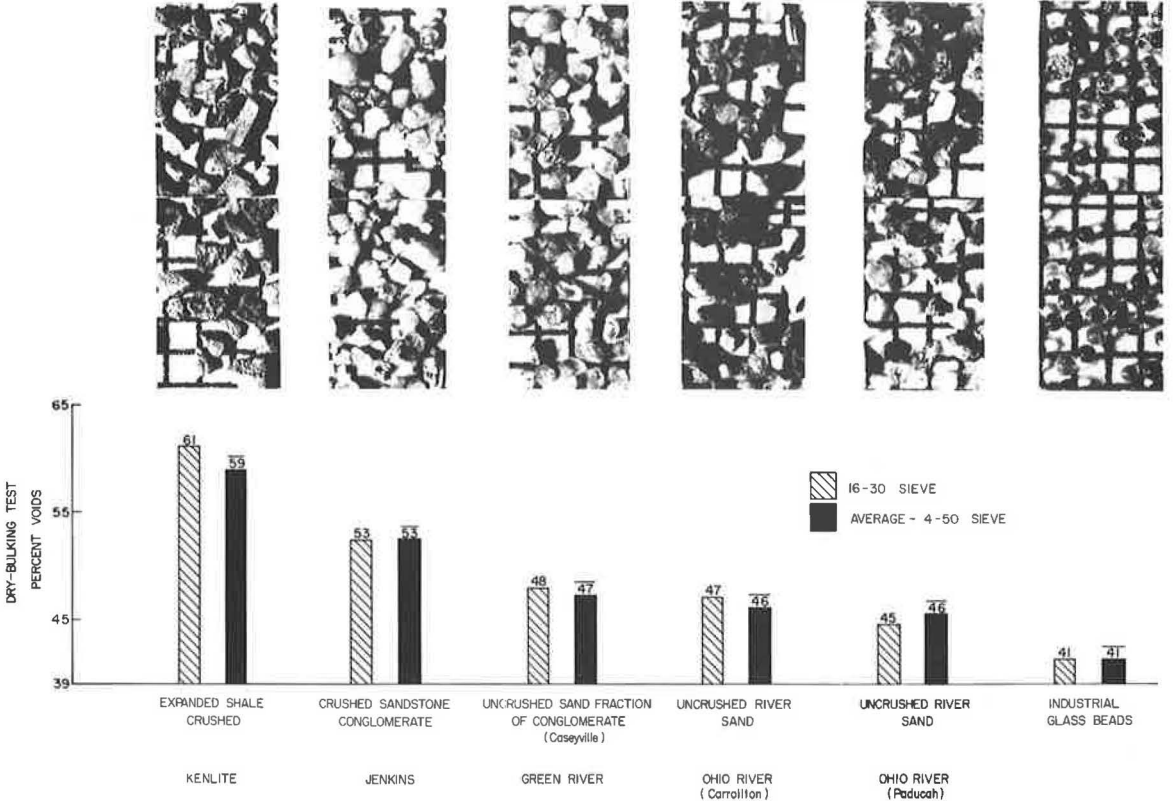 65
55
45
39
DRY-BULKING TEST
PERCENT VOIDS
61
59
53
53
48
47
47
46
45
46
41
41
16-30 SIEVE
AVERAGE - 4-50 SIEVE
EXPANDED SHALE
CRUSHED
KENLITE
CRUSHED SANDSTONE
CONGLOMERATE
JENKINS
UNCRUSHED SAND FRACTION
OF CONGLOMERATE
(Caseyville)
GREEN RIVER
UNCRUSHED RIVER
SAND
OHIO RIVER
(Carrollton)
UNCRUSHED RIVER
SAND
OHIO RIVER
(Paducah)
INDUSTRIAL
GLASS BEADS